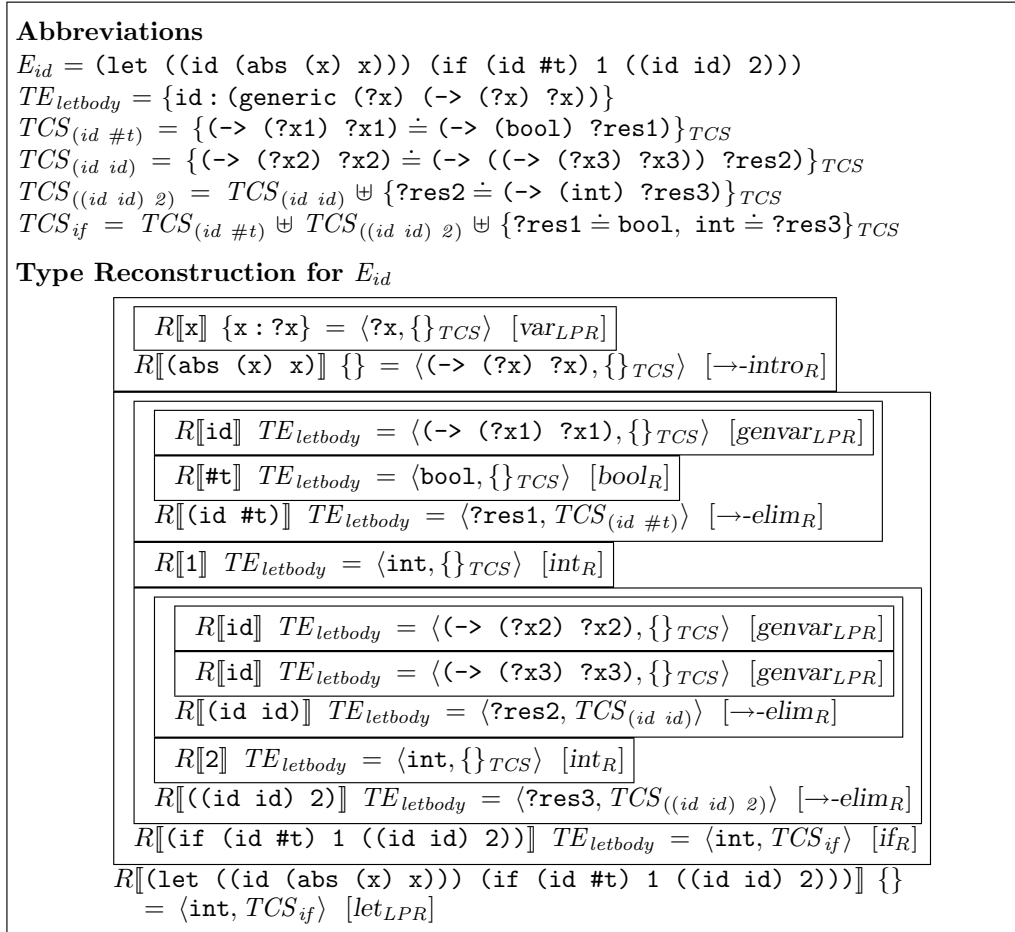 Abbreviations
E_id = (let ((id (abs (x) x))) (if (id #t) 1 ((id id) 2)))
TE_letbody = {id : (generic (?x) (-> (?x) ?x))}
TCS_(id #t) = {(-> (?x1) ?x1) ≐ (-> (bool) ?res1)}_TCS
TCS_(id id) = {(-> (?x2) ?x2) ≐ (-> ((-> (?x3) ?x3)) ?res2)}_TCS
TCS_((id id) 2) = TCS_(id id) ⊎ {?res2 ≐ (-> (int) ?res3)}_TCS
TCS_if = TCS_(id #t) ⊎ TCS_((id id) 2) ⊎ {?res1 ≐ bool, int ≐ ?res3}_TCS
Type Reconstruction for E_id
R⟦x⟧ {x : ?x} = ⟨?x, {}_TCS⟩ [var_LPR]
R⟦(abs (x) x)⟧ {} = ⟨(-> (?x) ?x), {}_TCS⟩ [→-intro_R]
R⟦id⟧ TE_letbody = ⟨(-> (?x1) ?x1), {}_TCS⟩ [genvar_LPR]
R⟦#t⟧ TE_letbody = ⟨bool, {}_TCS⟩ [bool_R]
R⟦(id #t)⟧ TE_letbody = ⟨?res1, TCS_(id #t)⟩ [→-elim_R]
R⟦1⟧ TE_letbody = ⟨int, {}_TCS⟩ [int_R]
R⟦id⟧ TE_letbody = ⟨(-> (?x2) ?x2), {}_TCS⟩ [genvar_LPR]
R⟦id⟧ TE_letbody = ⟨(-> (?x3) ?x3), {}_TCS⟩ [genvar_LPR]
R⟦(id id)⟧ TE_letbody = ⟨?res2, TCS_(id id)⟩ [→-elim_R]
R⟦2⟧ TE_letbody = ⟨int, {}_TCS⟩ [int_R]
R⟦((id id) 2)⟧ TE_letbody = ⟨?res3, TCS_((id id) 2)⟩ [→-elim_R]
R⟦(if (id #t) 1 ((id id) 2))⟧ TE_letbody = ⟨int, TCS_if⟩ [if_R]
R⟦(let ((id (abs (x) x))) (if (id #t) 1 ((id id) 2)))⟧ {}
= ⟨int, TCS_if⟩ [let_LPR]